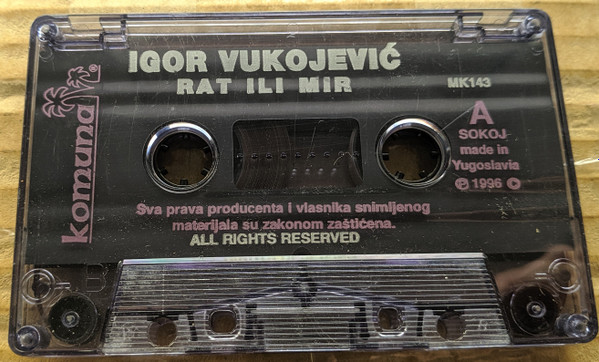 IGOR VUKOJEVIĆ
RAT ILI MIR
MK143
komuna ®
A
SOKOJ
made in
Yugoslavia
℗ 1996 ©
Sva prava producenta i vlasnika snimljenog
materijala su zakonom zaštićena.
ALL RIGHTS RESERVED